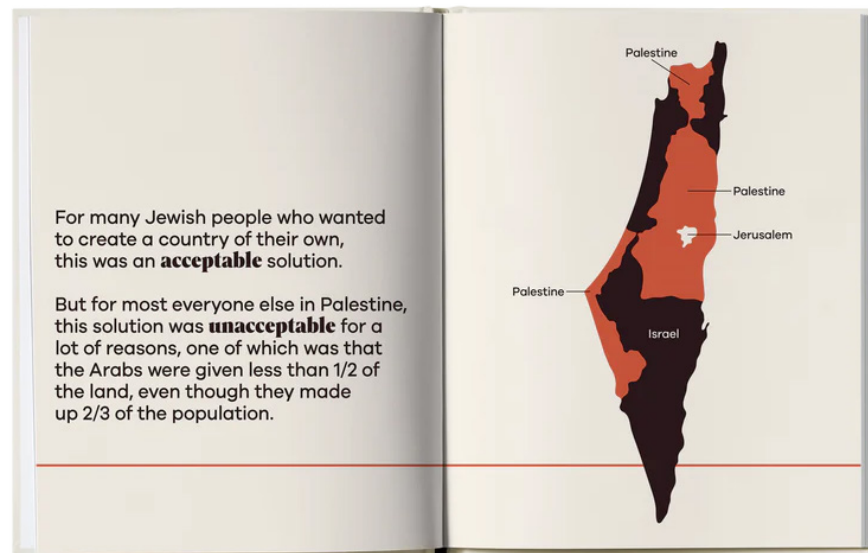 For many Jewish people who wanted
to create a country of their own,
this was an acceptable solution.
But for most everyone else in Palestine,
this solution was unacceptable for a
lot of reasons, one of which was that
the Arabs were given less than 1/2 of
the land, even though they made
up 2/3 of the population.
Palestine
Palestine
Jerusalem
Palestine
Israel